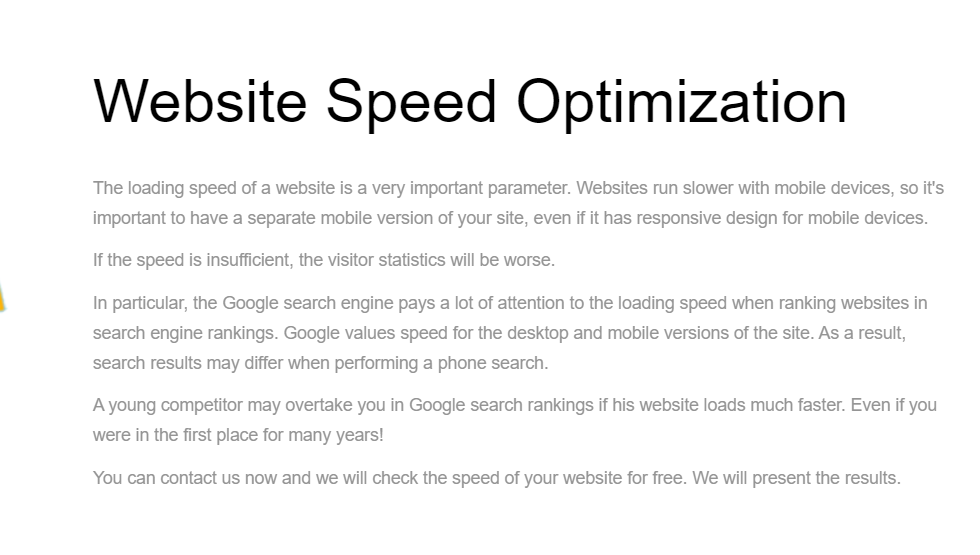 Website Speed Optimization
The loading speed of a website is a very important parameter. Websites run slower with mobile devices, so it's
important to have a separate mobile version of your site, even if it has responsive design for mobile devices.
If the speed is insufficient, the visitor statistics will be worse.
In particular, the Google search engine pays a lot of attention to the loading speed when ranking websites in
search engine rankings. Google values speed for the desktop and mobile versions of the site. As a result,
search results may differ when performing a phone search.
A young competitor may overtake you in Google search rankings if his website loads much faster. Even if you
were in the first place for many years!
You can contact us now and we will check the speed of your website for free. We will present the results.